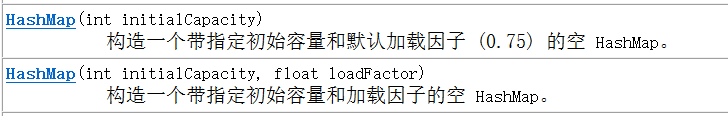 HashMap(int initialCapacity)
构造一个带指定初始容量和默认加载因子 (0.75) 的空 HashMap。
HashMap(int initialCapacity, float loadFactor)
构造一个带指定初始容量和加载因子的空 HashMap。